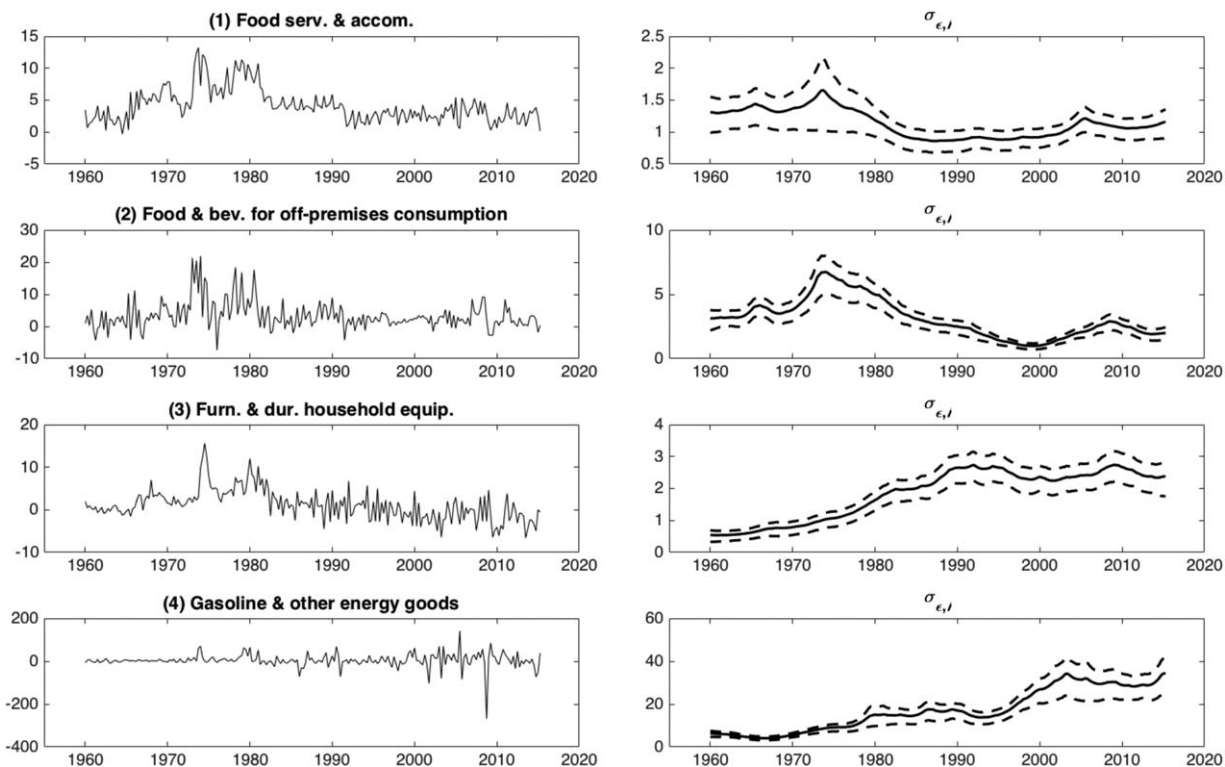 (1) Food serv. & accom.
15
10
5
0
-5
1960 1970 1980 1990 2000 2010 2020
σ ϵ,i
2.5
2
1.5
1
0.5
1960 1970 1980 1990 2000 2010 2020
(2) Food & bev. for off-premises consumption
30
20
10
0
-10
1960 1970 1980 1990 2000 2010 2020
σ ϵ,i
10
5
0
1960 1970 1980 1990 2000 2010 2020
(3) Furn. & dur. household equip.
20
10
0
-10
1960 1970 1980 1990 2000 2010 2020
σ ϵ,i
4
3
2
1
0
1960 1970 1980 1990 2000 2010 2020
(4) Gasoline & other energy goods
200
0
-200
-400
1960 1970 1980 1990 2000 2010 2020
σ ϵ,i
60
40
20
0
1960 1970 1980 1990 2000 2010 2020